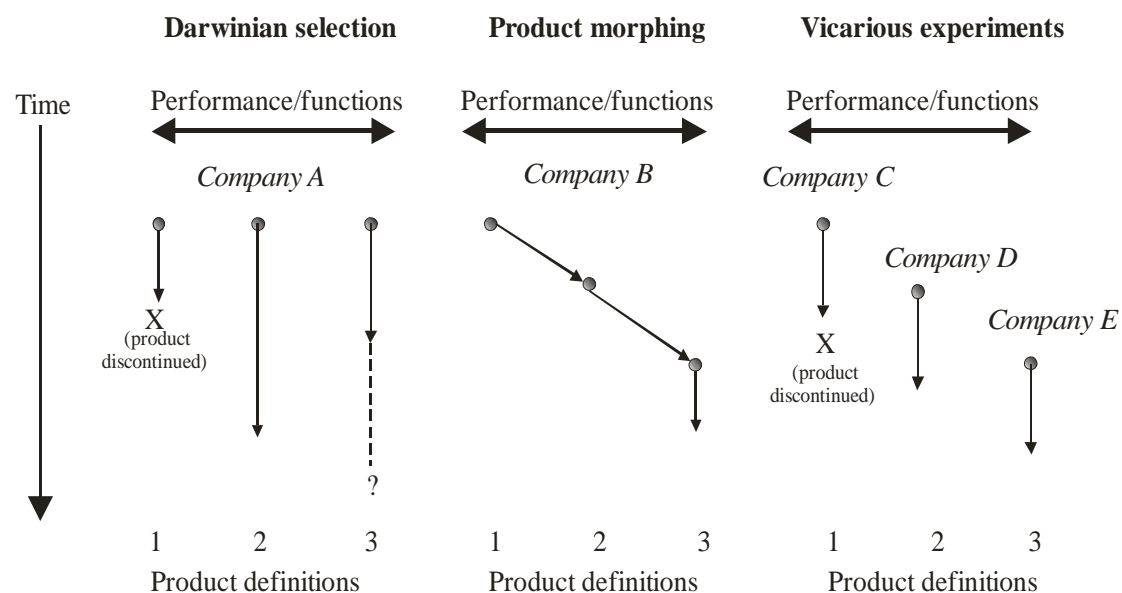 Darwinian selection
Product morphing
Vicarious experiments
Time
Performance/functions
Performance/functions
Performance/functions
Company A
Company B
Company C
Company D
Company E
X
(product
discontinued)
X
(product
discontinued)
?
1 2 3
1 2 3
1 2 3
Product definitions
Product definitions
Product definitions